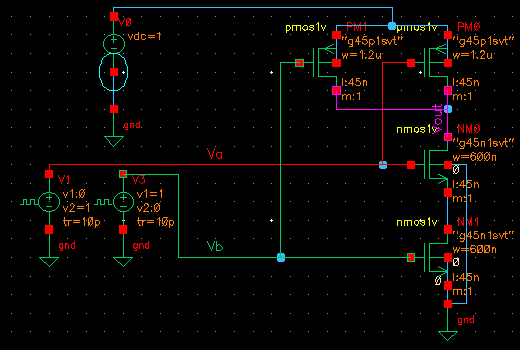 V0
vdc=1
gnd
pmos1v
PM1
"g45p1svt"
w=1.2u
l:45n
m:1
pmos1v
PM0
"g45p1svt"
w=1.2u
l:45n
m:1
vout
nmos1v
NM0
"g45n1svt"
w=600n
0
l:45n
m:1
Va
V1
v1:0
v2=1
tr=10p
gnd
V3
v1=1
v2:0
tr=10p
gnd
Vb
nmos1v
NM1
"g45n1svt"
w=600n
0
l:45n
0
m:1
gnd